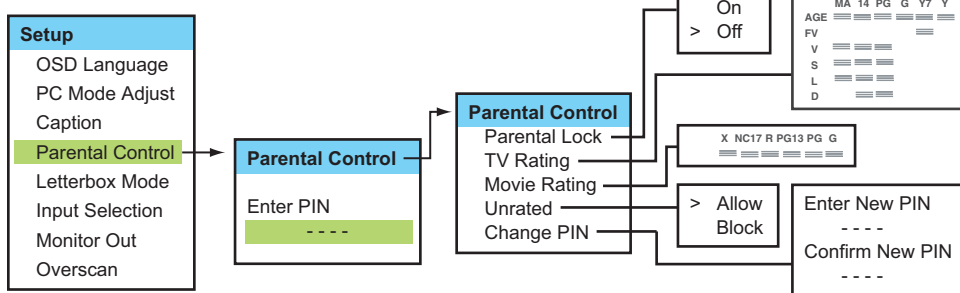 Setup
OSD Language
PC Mode Adjust
Caption
Parental Control
Letterbox Mode
Input Selection
Monitor Out
Overscan
Parental Control
Enter PIN
- - - -
Parental Control
Parental Lock
TV Rating
Movie Rating
Unrated
Change PIN
On
> Off
MA 14 PG G Y7 Y
AGE
FV
V
S
L
D
X NC17 R PG13 PG G
> Allow
Block
Enter New PIN
- - - -
Confirm New PIN
- - - -